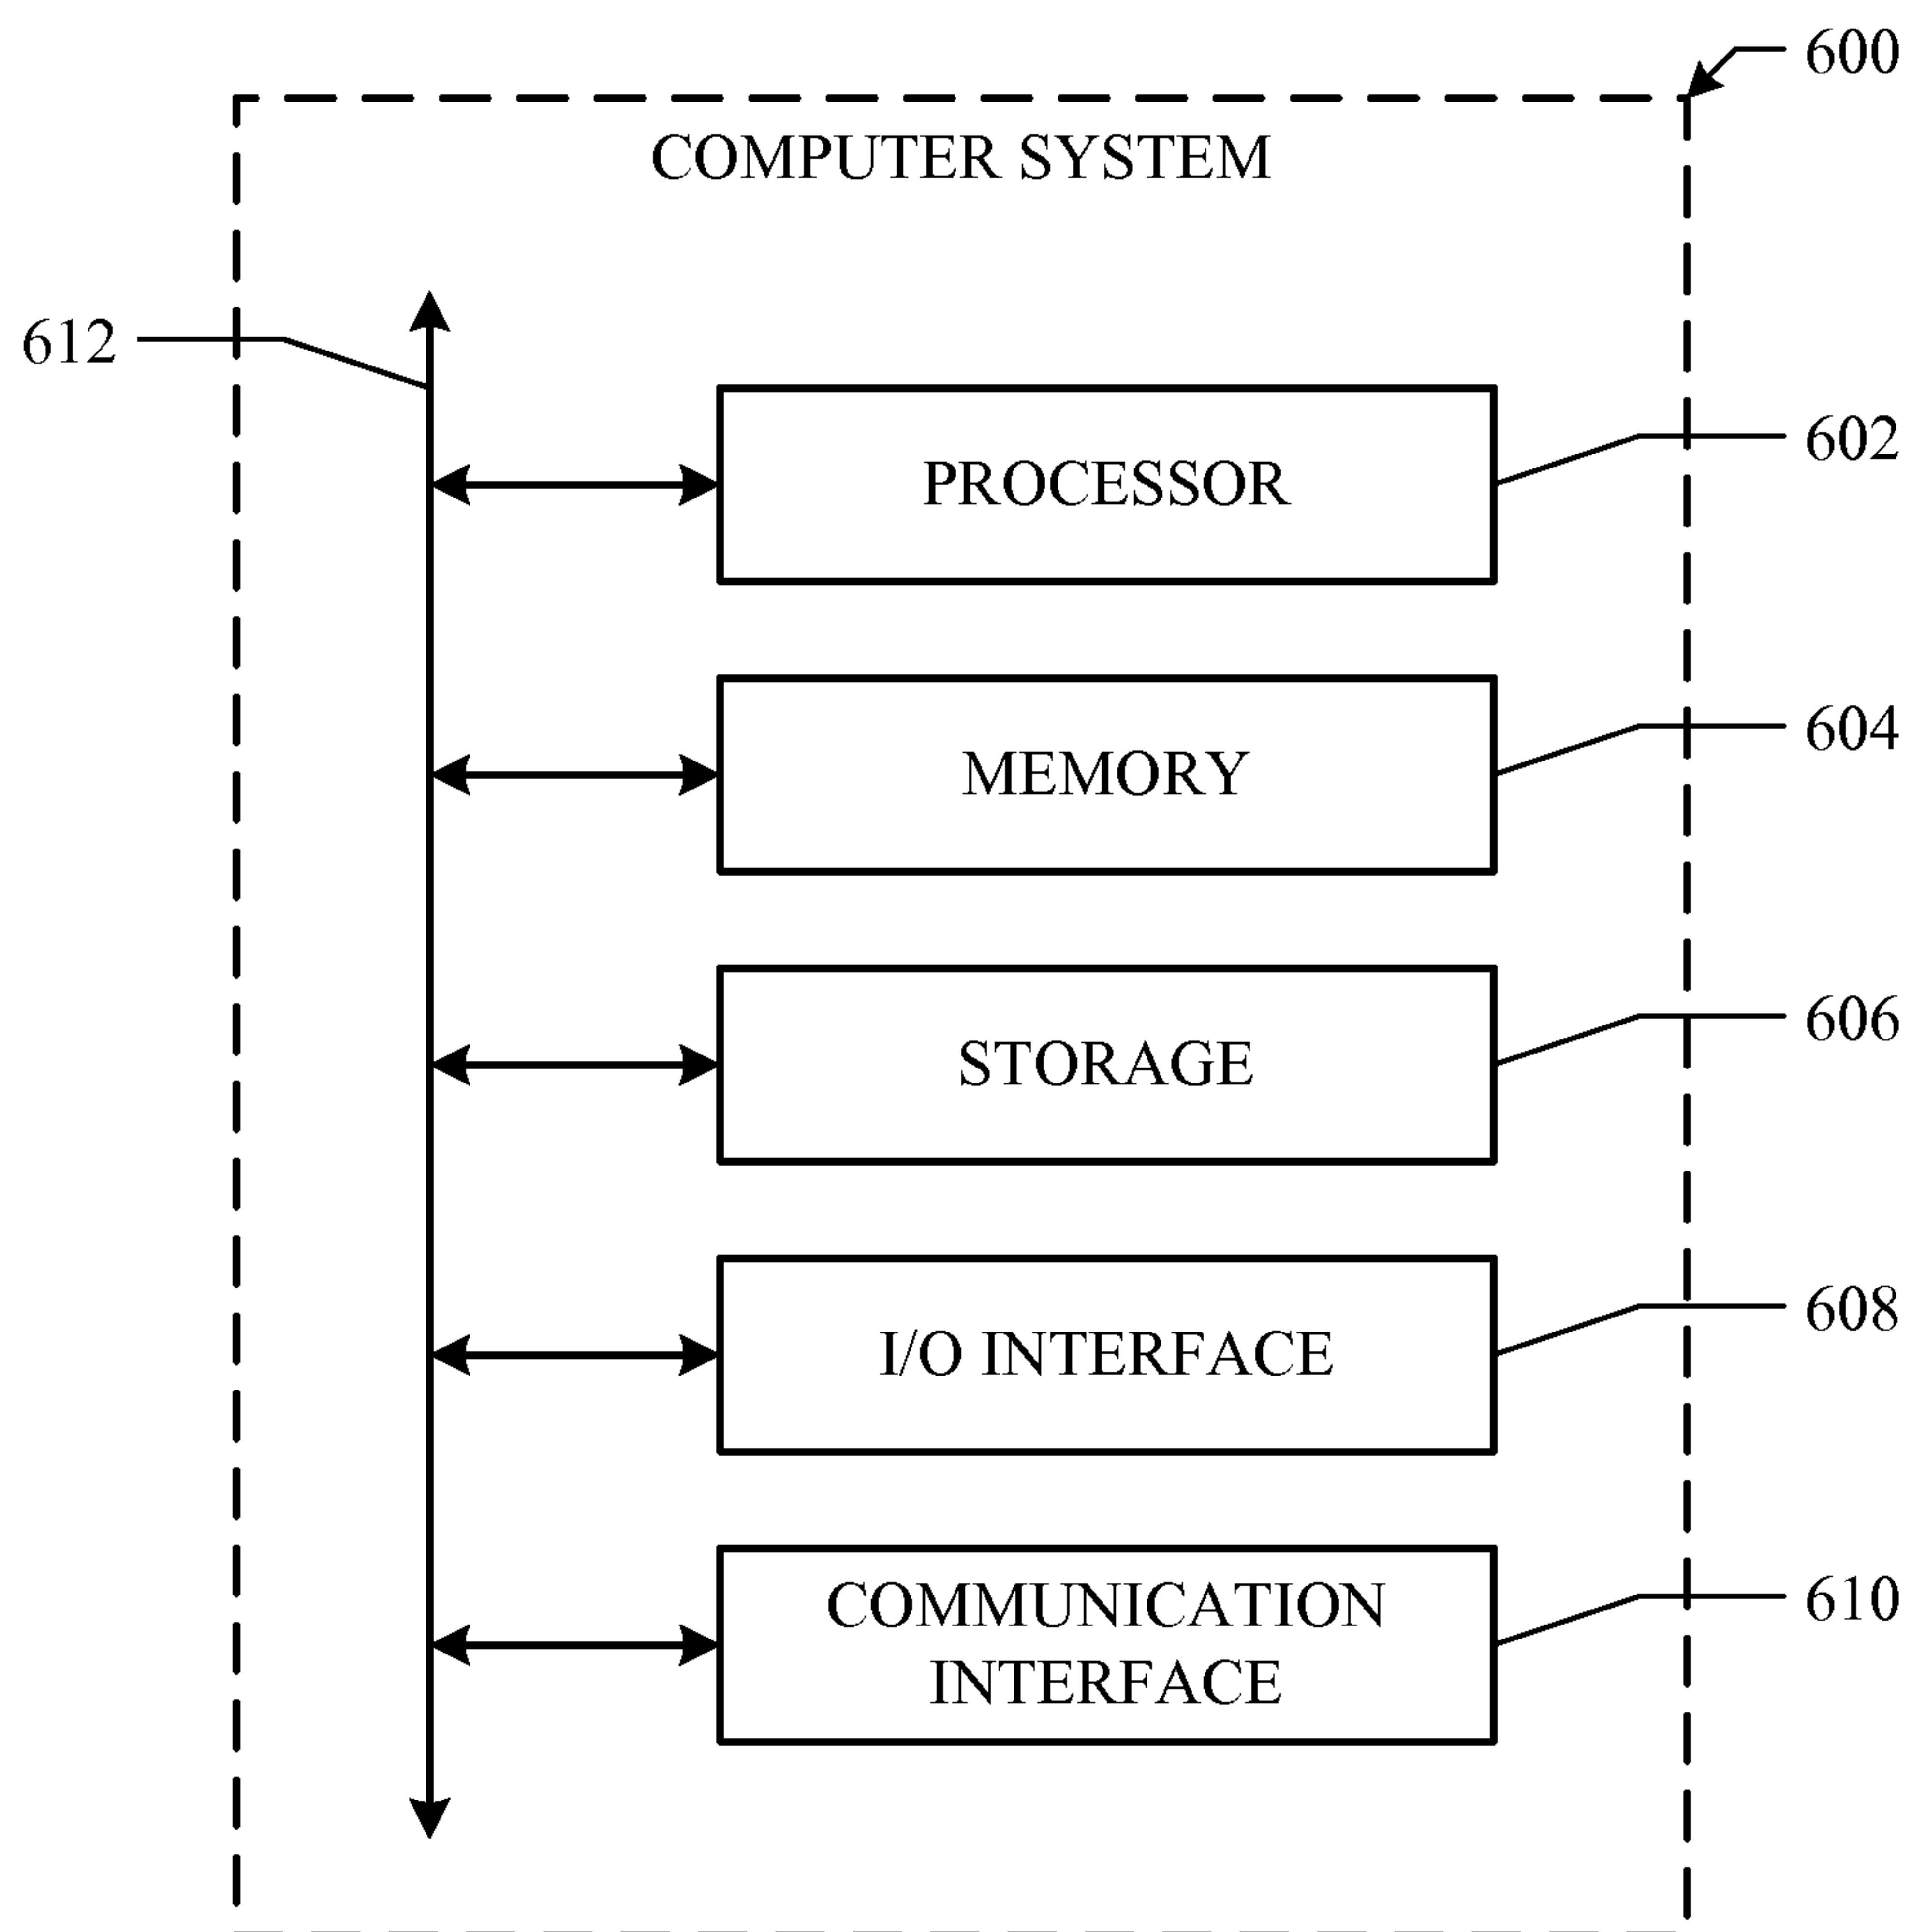 600
COMPUTER SYSTEM
612
602
PROCESSOR
604
MEMORY
606
STORAGE
608
I/O INTERFACE
610
COMMUNICATION
INTERFACE